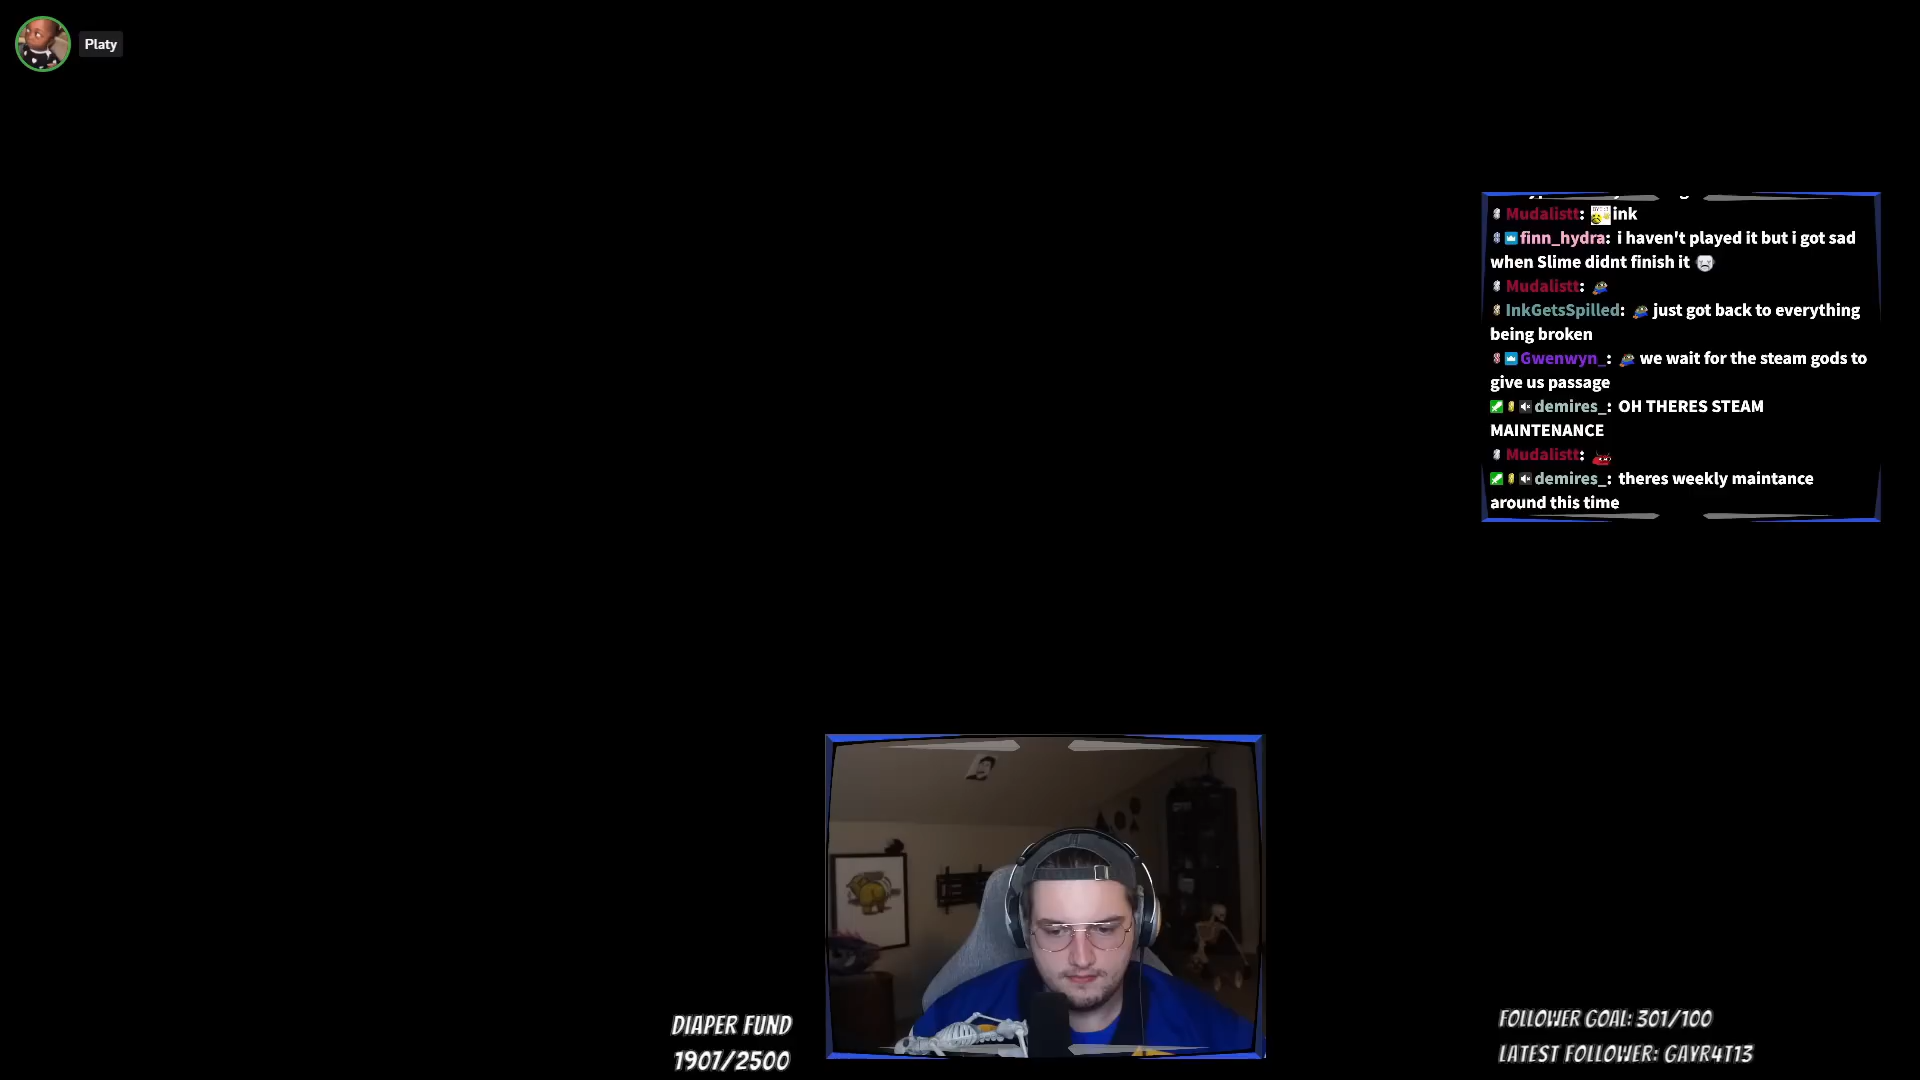 Platy
Mudalistt: ink
finn_hydra: i haven't played it but i got sad
when Slime didnt finish it
Mudalistt:
InkGetsSpilled: just got back to everything
being broken
Gwenwyn_: we wait for the steam gods to
give us passage
demires_: OH THERES STEAM
MAINTENANCE
Mudalistt:
demires_: theres weekly maintance
around this time
DIAPER FUND
1907/2500
FOLLOWER GOAL: 301/100
LATEST FOLLOWER: GAYR4T13